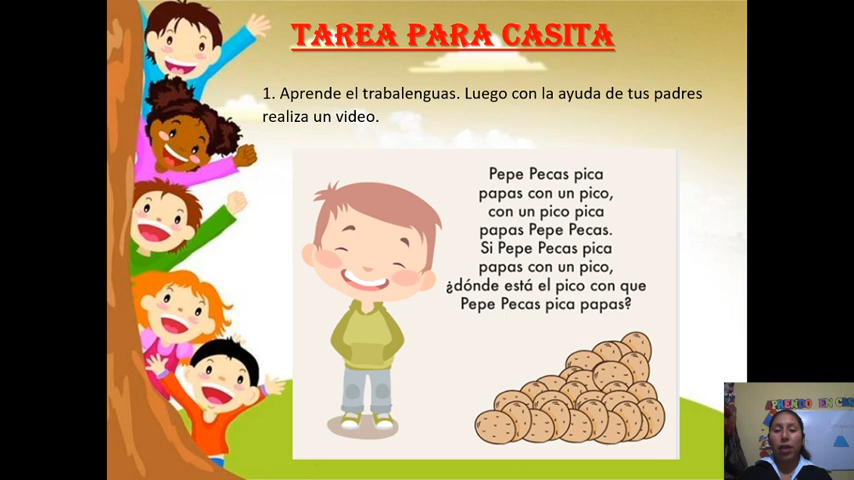 TAREA PARA CASITA
1. Aprende el trabalenguas. Luego con la ayuda de tus padres
realiza un video.
Pepe Pecas pica
papas con un pico,
con un pico pica
papas Pepe Pecas.
Si Pepe Pecas pica
papas con un pico,
¿dónde está el pico con que
Pepe Pecas pica papas?
EN